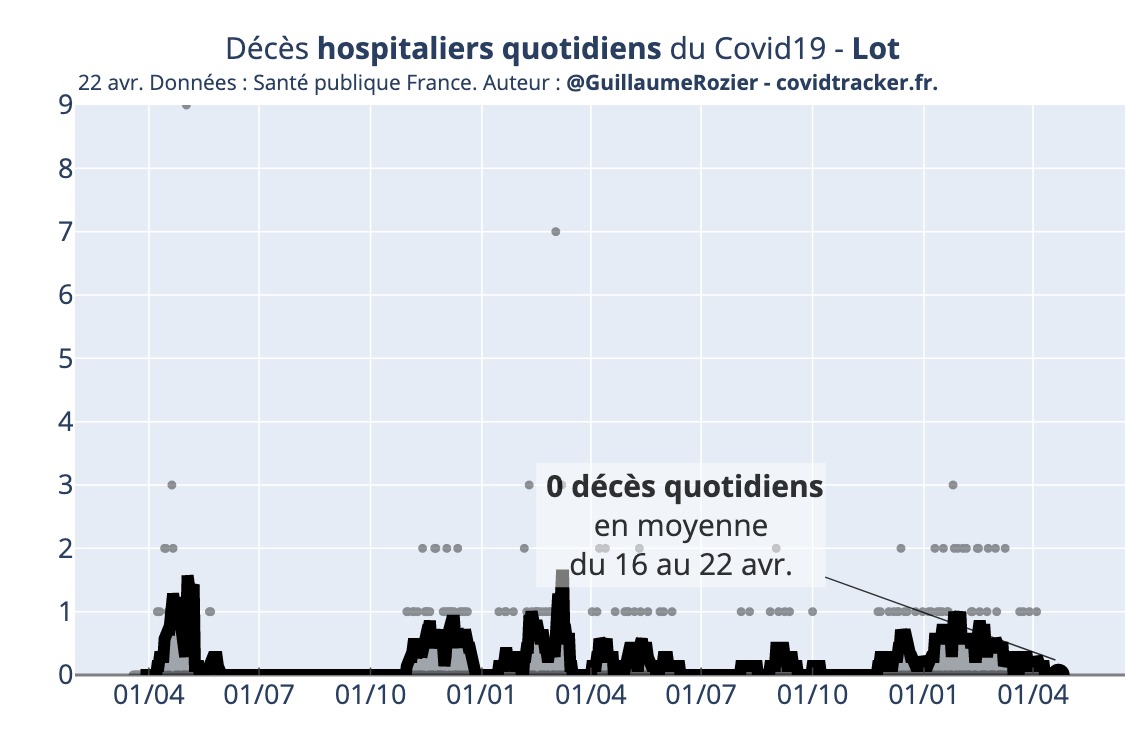 Décès hospitaliers quotidiens du Covid19 - Lot
22 avr. Données : Santé publique France. Auteur : @GuillaumeRozier - covidtracker.fr.
9
8
7
6
5
4
3
2
1
0
0 décès quotidiens
en moyenne
du 16 au 22 avr.
01/04 01/07 01/10 01/01 01/04 01/07 01/10 01/01 01/04